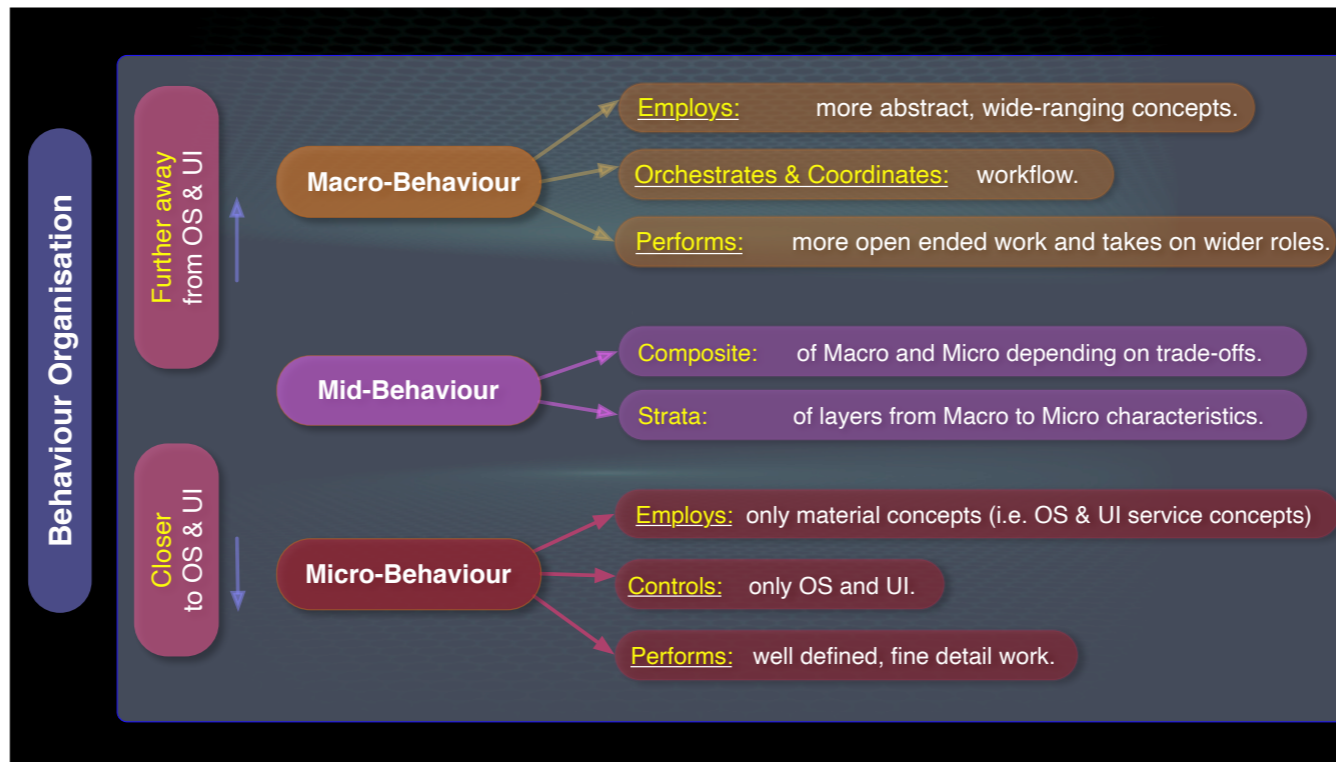 Behaviour Organisation
Further away
from OS & UI
Macro-Behaviour
Employs: more abstract, wide-ranging concepts.
Orchestrates & Coordinates: workflow.
Performs: more open ended work and takes on wider roles.
Mid-Behaviour
Composite: of Macro and Micro depending on trade-offs.
Strata: of layers from Macro to Micro characteristics.
Closer
to OS & UI
Micro-Behaviour
Employs: only material concepts (i.e. OS & UI service concepts)
Controls: only OS and UI.
Performs: well defined, fine detail work.